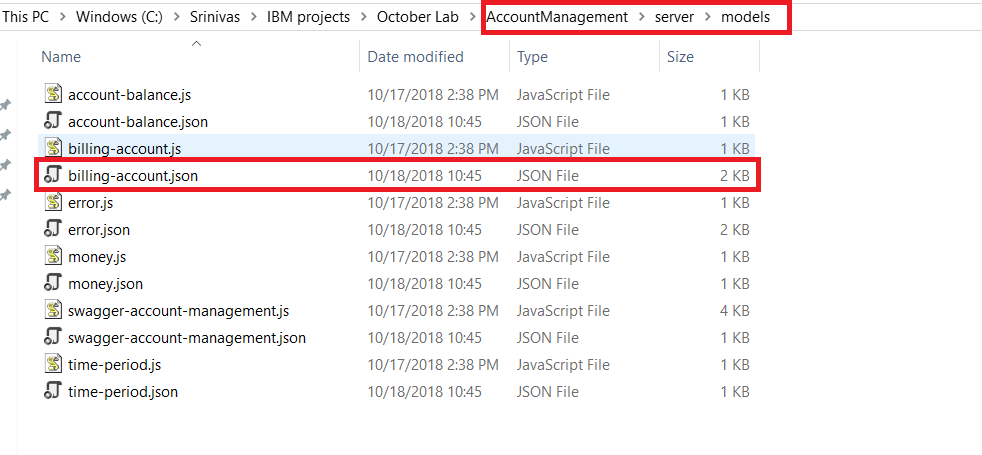 This PC > Windows (C:) > Srinivas > IBM projects > October Lab > AccountManagement > server > models
Name Date modified Type Size
account-balance.js 10/17/2018 2:38 PM JavaScript File 1 KB
account-balance.json 10/18/2018 10:45 JSON File 1 KB
billing-account.js 10/17/2018 2:38 PM JavaScript File 1 KB
billing-account.json 10/18/2018 10:45 JSON File 2 KB
error.js 10/17/2018 2:38 PM JavaScript File 1 KB
error.json 10/18/2018 10:45 JSON File 2 KB
money.js 10/17/2018 2:38 PM JavaScript File 1 KB
money.json 10/18/2018 10:45 JSON File 1 KB
swagger-account-management.js 10/17/2018 2:38 PM JavaScript File 4 KB
swagger-account-management.json 10/18/2018 10:45 JSON File 1 KB
time-period.js 10/17/2018 2:38 PM JavaScript File 1 KB
time-period.json 10/18/2018 10:45 JSON File 1 KB